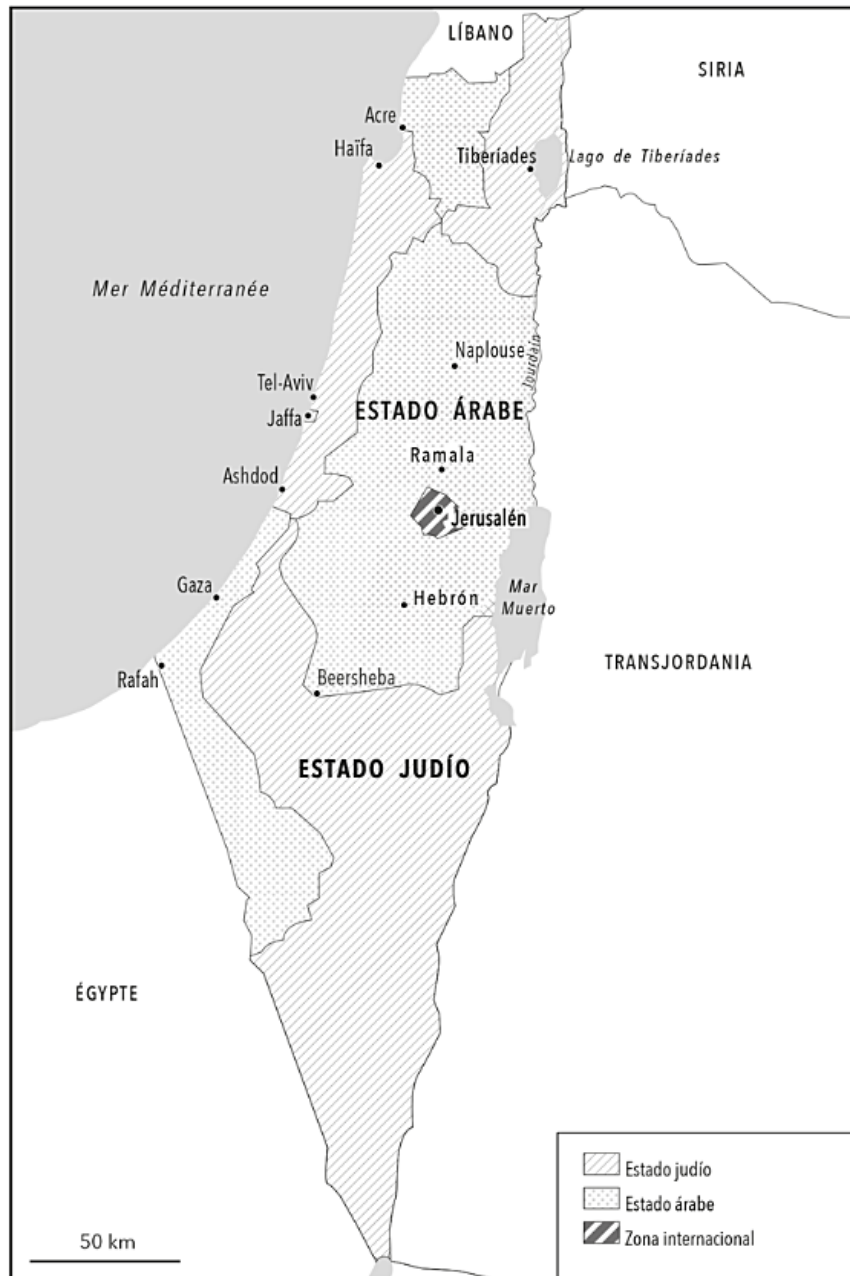 LÍBANO
SIRIA
Acre
Haïfa
Tiberíades
Lago de Tiberíades
Mer Méditerranée
Naplouse
Jourdain
Tel-Aviv
Jaffa
ESTADO ÁRABE
Ramala
Ashdod
Jerusalén
Gaza
Hebrón
Mar
Muerto
Rafah
Beersheba
TRANSJORDANIA
ESTADO JUDÍO
ÉGYPTE
Estado judío
Estado árabe
Zona internacional
50 km